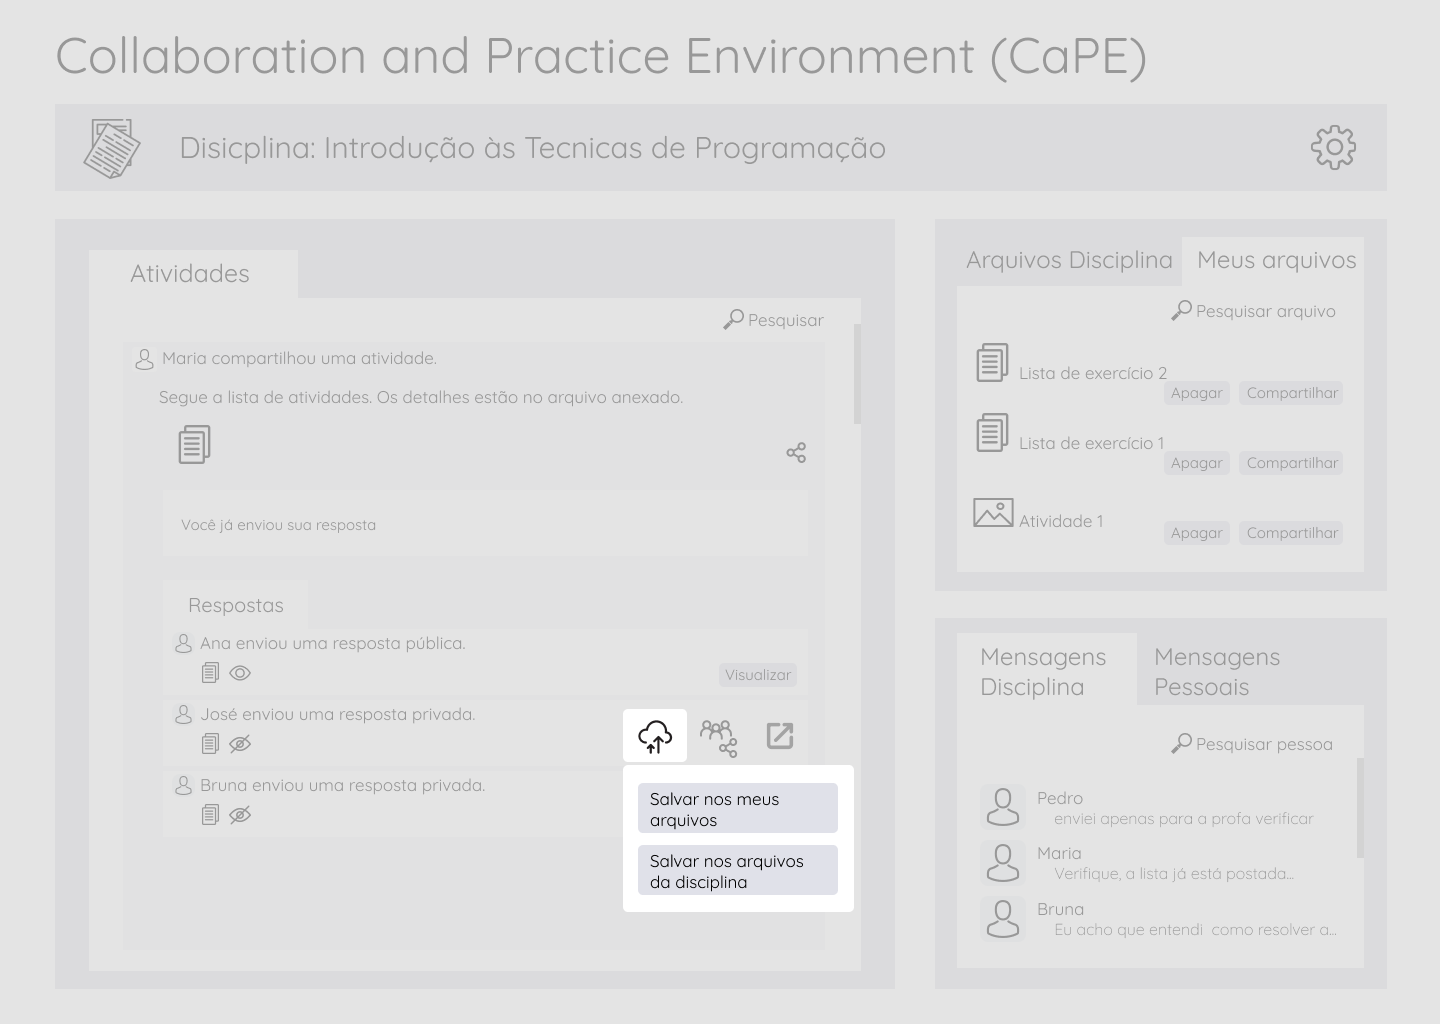 Collaboration and Practice Environment (CaPE)
Disicplina: Introdução às Tecnicas de Programação
Atividades
Pesquisar
Maria compartilhou uma atividade.
Segue a lista de atividades. Os detalhes estão no arquivo anexado.
Você já enviou sua resposta
Respostas
Ana enviou uma resposta pública.
Visualizar
José enviou uma resposta privada.
Bruna enviou uma resposta privada.
Salvar nos meus
arquivos
Salvar nos arquivos
da disciplina
Arquivos Disciplina
Meus arquivos
Pesquisar arquivo
Lista de exercício 2
Apagar
Compartilhar
Lista de exercício 1
Apagar
Compartilhar
Atividade 1
Apagar
Compartilhar
Mensagens
Disciplina
Mensagens
Pessoais
Pesquisar pessoa
Pedro
enviei apenas para a profa verificar
Maria
Verifique, a lista já está postada...
Bruna
Eu acho que entendi como resolver a...